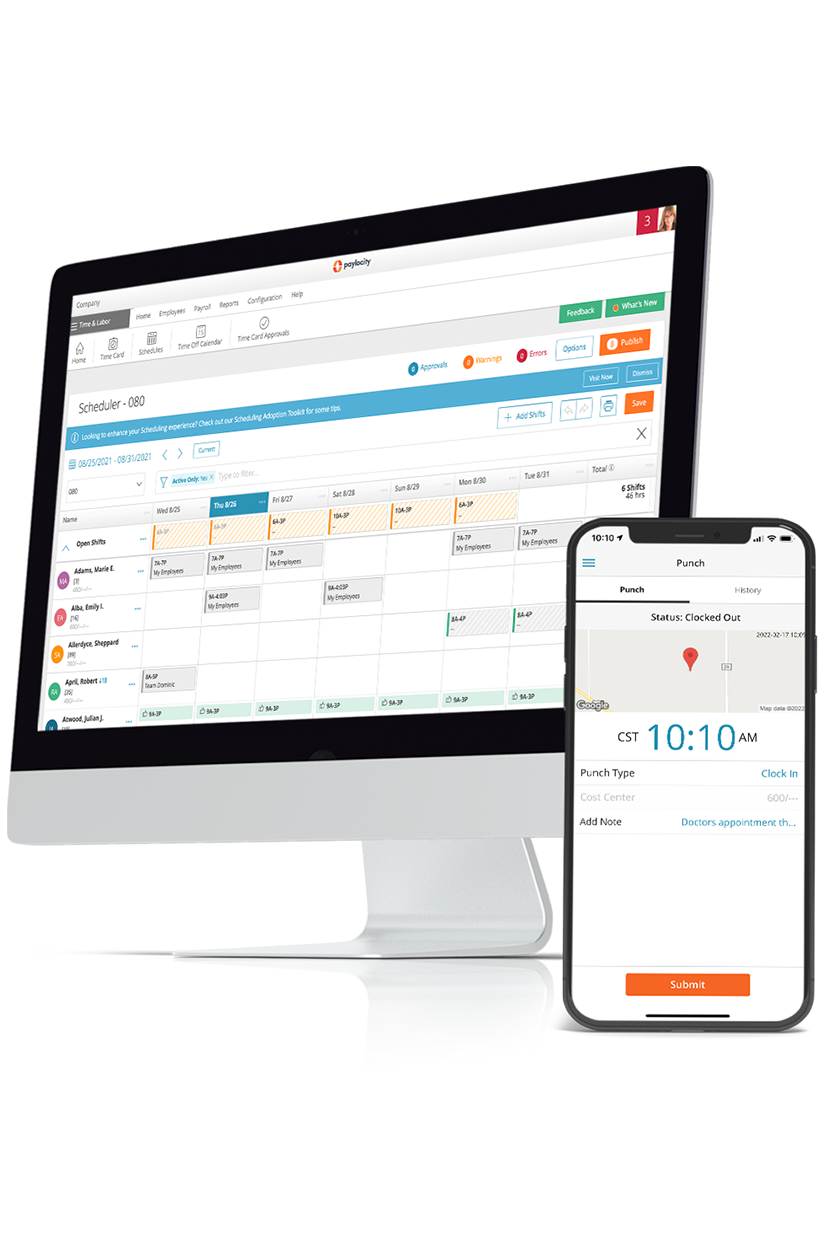 paylocity
3
Company
Time & Labor
Home Employees Payroll Reports Configuration Help
Home Time Card Schedules Time Off Calendar Time Card Approvals
Feedback What's New
Scheduler - 080
0 Approvals 0 Warnings 0 Errors Options Publish
Looking to enhance your Scheduling experience? Check out our Scheduling Adoption Toolkit for some tips. Visit Now Dismiss
08/25/2021 - 08/31/2021 Current + Add Shifts Save
080 Active Only: Yes X Type to filter... X
Name Wed 8/25 Thu 8/26 Fri 8/27 Sat 8/28 Sun 8/29 Mon 8/30 Tue 8/31 Total
Open Shifts 6A-3P 6A-3P 6A-3P 10A-3P 10A-3P 6A-3P 6 Shifts
46 hrs
MA Adams, Marie E. 7A-7P 7A-7P 7A-7P 7A-7P 7A-7P
[3] My Employees My Employees My Employees My Employees My Employees
600/--/--
EA Alba, Emily I. 9A-4:03P 9A-4:03P
[16] My Employees My Employees
600/--/--
SA Allerdyce, Sheppard 8A-4P 8A-4P
[89]
RA April, Robert 8A-5P
[35] Team Dominic
Atwood, Julian J. 9A-3P 9A-3P 9A-3P 9A-3P 9A-3P 9A-3P 9A-3P
10:10
Punch
Punch History
Status: Clocked Out
2022-02-17 10:09
Google Map data ©2022
CST 10:10 AM
Punch Type Clock In
Cost Center 600/---
Add Note Doctors appointment th...
Submit